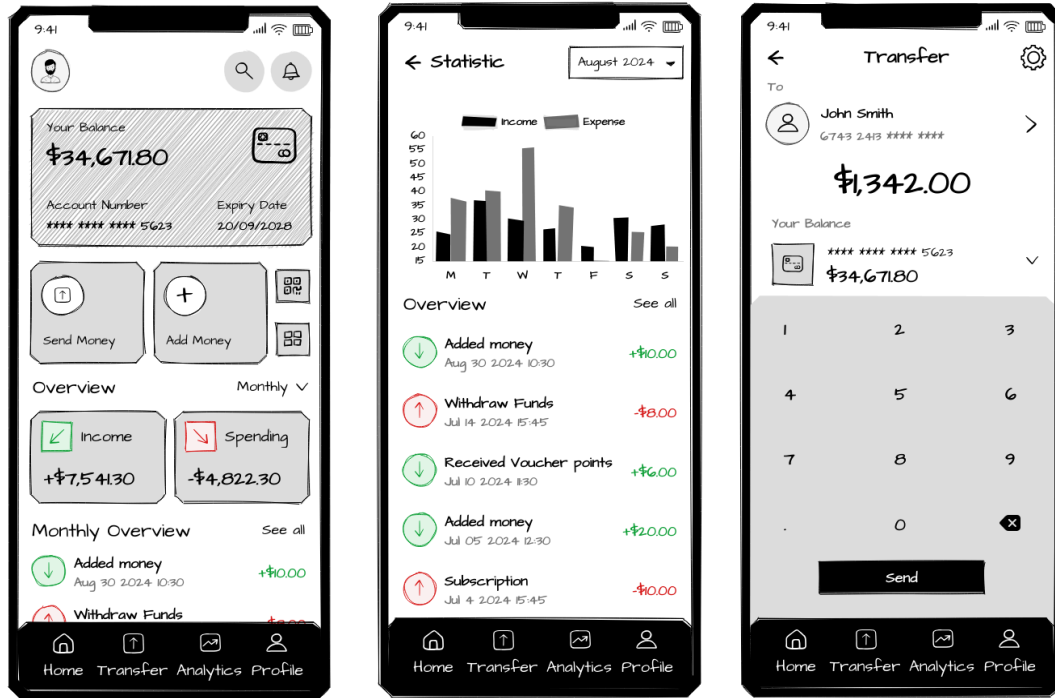 9:41
Your Balance
$34,671.80
Account Number
Expiry Date
**** **** **** 5623
20/09/2028
Send Money
Add Money
Overview
Monthly
Income
Spending
+$7,541.30
-$4,822.30
Monthly Overview
See all
Added money
Aug 30 2024 10:30
+$10.00
Withdraw Funds
Home
Transfer
Analytics
Profile
9:41
Statistic
August 2024
Income
Expense
60
55
50
45
40
35
30
25
20
15
M T W T F S S
Overview
See all
Added money
Aug 30 2024 10:30
+$10.00
Withdraw Funds
Jul 14 2024 15:45
-$8.00
Received Voucher points
Jul 10 2024 11:30
+$6.00
Added money
Jul 05 2024 12:30
+$20.00
Subscription
Jul 4 2024 15:45
-$10.00
Home
Transfer
Analytics
Profile
9:41
Transfer
To
John Smith
6743 2413 **** ****
$1,342.00
Your Balance
**** **** **** 5623
$34,671.80
1 2 3
4 5 6
7 8 9
. 0
Send
Home
Transfer
Analytics
Profile